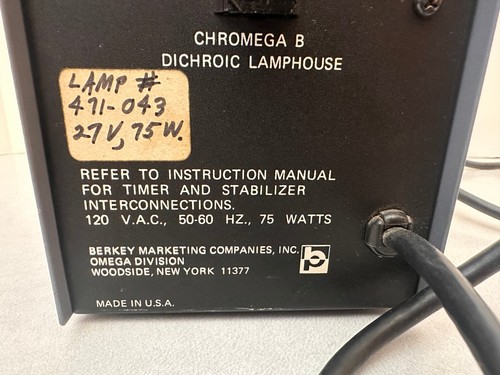 CHROMEGA B
DICHROIC LAMPHOUSE
LAMP #
471-043
27V, 75W.
REFER TO INSTRUCTION MANUAL
FOR TIMER AND STABILIZER
INTERCONNECTIONS.
120 V.A.C., 50-60 HZ., 75 WATTS
BERKEY MARKETING COMPANIES, INC.
OMEGA DIVISION
WOODSIDE, NEW YORK 11377
MADE IN U.S.A.